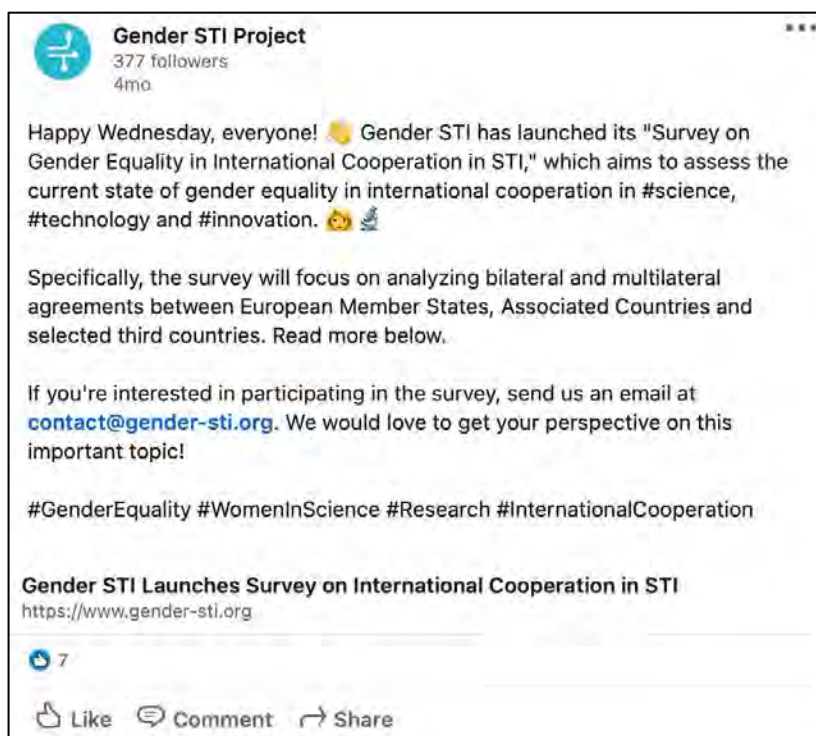 Gender STI Project
377 followers
4mo
Happy Wednesday, everyone! 👋 Gender STI has launched its "Survey on
Gender Equality in International Cooperation in STI," which aims to assess the
current state of gender equality in international cooperation in #science,
#technology and #innovation. 👩 🔬
Specifically, the survey will focus on analyzing bilateral and multilateral
agreements between European Member States, Associated Countries and
selected third countries. Read more below.
If you're interested in participating in the survey, send us an email at
contact@gender-sti.org. We would love to get your perspective on this
important topic!
#GenderEquality #WomenInScience #Research #InternationalCooperation
Gender STI Launches Survey on International Cooperation in STI
https://www.gender-sti.org
7
Like Comment Share